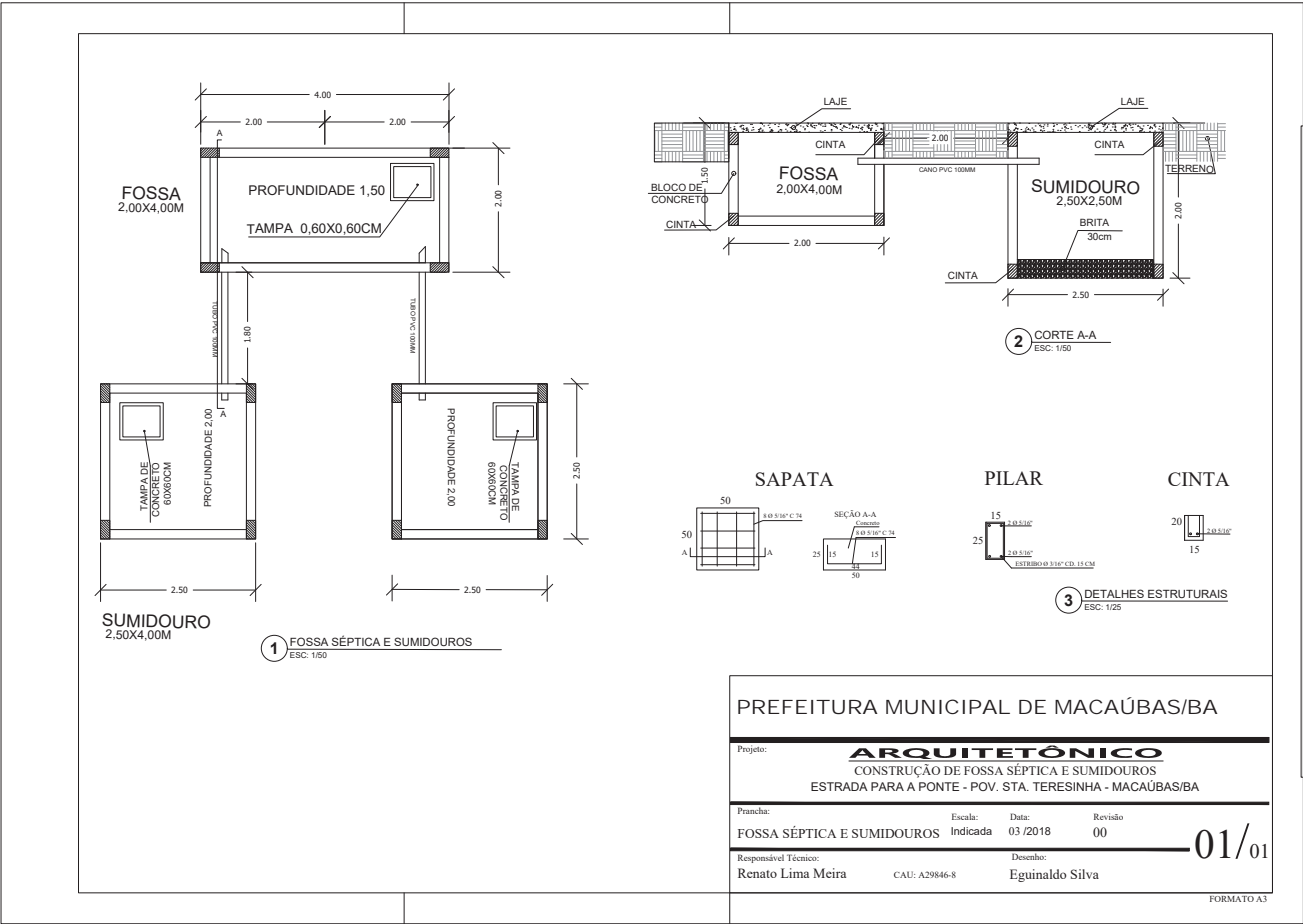 4.00
2.00
2.00
A
FOSSA
2,00X4,00M
PROFUNDIDADE 1,50
TAMPA 0,60X0,60CM
2.00
TUBO PVC 100MM
1.80
TUBO PVC 100MM
A
TAMPA DE
CONCRETO
60X60CM
PROFUNDIDADE 2,00
PROFUNDIDADE 2,00
TAMPA DE
CONCRETO
60X60CM
2.50
2.50
2.50
SUMIDOURO
2,50X4,00M
1
FOSSA SÉPTICA E SUMIDOUROS
ESC: 1/50
LAJE
LAJE
2.00
CINTA
CINTA
CANO PVC 100MM
TERRENO
1.50
BLOCO DE
CONCRETO
FOSSA
2,00X4,00M
SUMIDOURO
2,50X2,50M
2.00
CINTA
BRITA
30cm
2.00
CINTA
2.50
2
CORTE A-A
ESC: 1/50
SAPATA
50
50
8 Ø 5/16" C 74
A
A
SEÇÃO A-A
Concreto
8 Ø 5/16" C 74
25
15
15
44
50
PILAR
15
25
2 Ø 5/16"
2 Ø 5/16"
ESTRIBO Ø 3/16" CD. 15 CM
CINTA
20
2 Ø 5/16"
15
3
DETALHES ESTRUTURAIS
ESC: 1/25
PREFEITURA MUNICIPAL DE MACAÚBAS/BA
Projeto:
ARQUITETÔNICO
CONSTRUÇÃO DE FOSSA SÉPTICA E SUMIDOUROS
ESTRADA PARA A PONTE - POV. STA. TERESINHA - MACAÚBAS/BA
Prancha:
FOSSA SÉPTICA E SUMIDOUROS
Escala:
Indicada
Data:
03 /2018
Revisão
00
01/01
Responsável Técnico:
Renato Lima Meira
CAU: A29846-8
Desenho:
Eguinaldo Silva
FORMATO A3